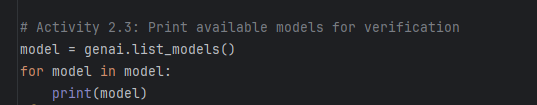 # Activity 2.3: Print available models for verification
model = genai.list_models()
for model in model:
    print(model)